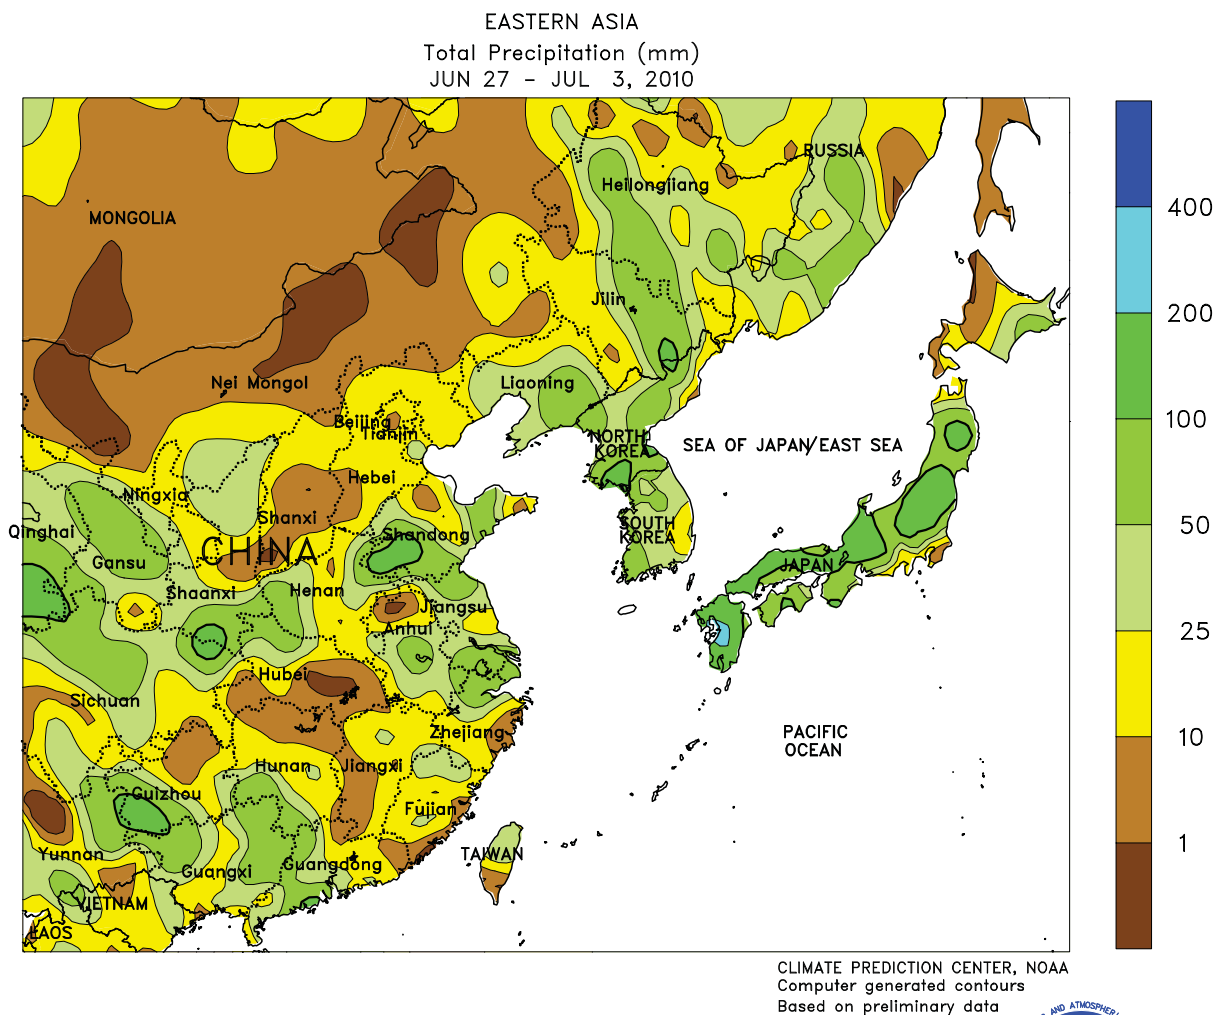 EASTERN ASIA
Total Precipitation (mm)
JUN 27 - JUL 3, 2010
RUSSIA
Heilongjiang
MONGOLIA
400
Jilin
200
Nei Mongol
Liaoning
100
Beijing
Tianjin
NORTH
KOREA
SEA OF JAPAN/EAST SEA
Hebei
Ningxia
Shanxi
50
SOUTH
KOREA
Qinghai
Shandong
CHINA
Gansu
JAPAN
Shaanxi
Henan
Jiangsu
Anhui
25
Hubei
Sichuan
Zhejiang
PACIFIC
OCEAN
10
Hunan
Jiangxi
Guizhou
Fujian
1
Yunnan
Guangxi
Guangdong
TAIWAN
VIETNAM
LAOS
CLIMATE PREDICTION CENTER, NOAA
Computer generated contours
Based on preliminary data
AND ATMOSPHERI